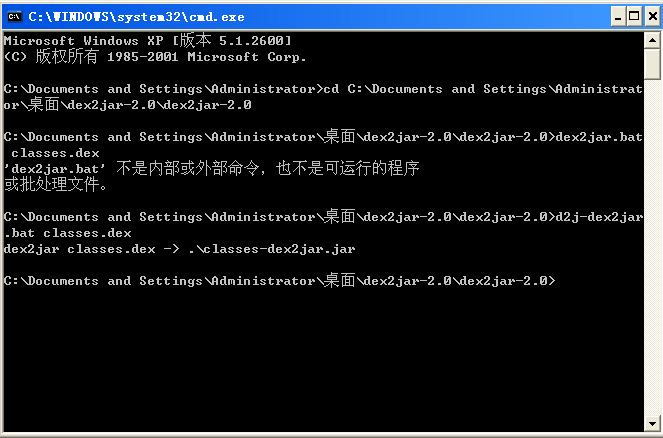 C:\WINDOWS\system32\cmd.exe
Microsoft Windows XP [版本 5.1.2600]
(C) 版权所有 1985-2001 Microsoft Corp.
C:\Documents and Settings\Administrator>cd C:\Documents and Settings\Administrat
or\桌面\dex2jar-2.0\dex2jar-2.0
C:\Documents and Settings\Administrator\桌面\dex2jar-2.0\dex2jar-2.0>dex2jar.bat
 classes.dex
'dex2jar.bat' 不是内部或外部命令，也不是可运行的程序
或批处理文件。
C:\Documents and Settings\Administrator\桌面\dex2jar-2.0\dex2jar-2.0>d2j-dex2jar
.bat classes.dex
dex2jar classes.dex -> .\classes-dex2jar.jar
C:\Documents and Settings\Administrator\桌面\dex2jar-2.0\dex2jar-2.0>